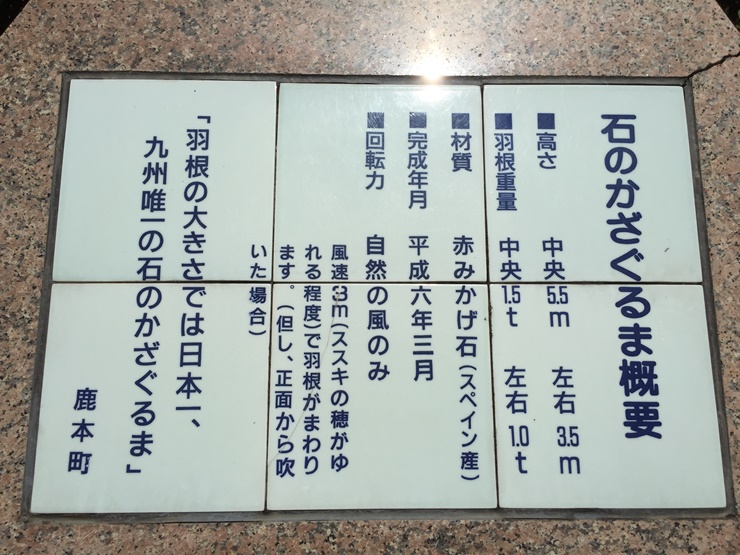 石のかざぐるま概要
■高さ 中央5.5m 左右3.5m
■羽根重量 中央1.5t 左右1.0t
■材質 赤みかげ石(スペイン産)
■完成年月 平成六年三月
■回転力 自然の風のみ
風速3m(ススキの穂がゆ
れる程度)で羽根がまわり
ます。(但し、正面から吹
いた場合)
「羽根の大きさでは日本一、
九州唯一の石のかざぐるま」
鹿本町